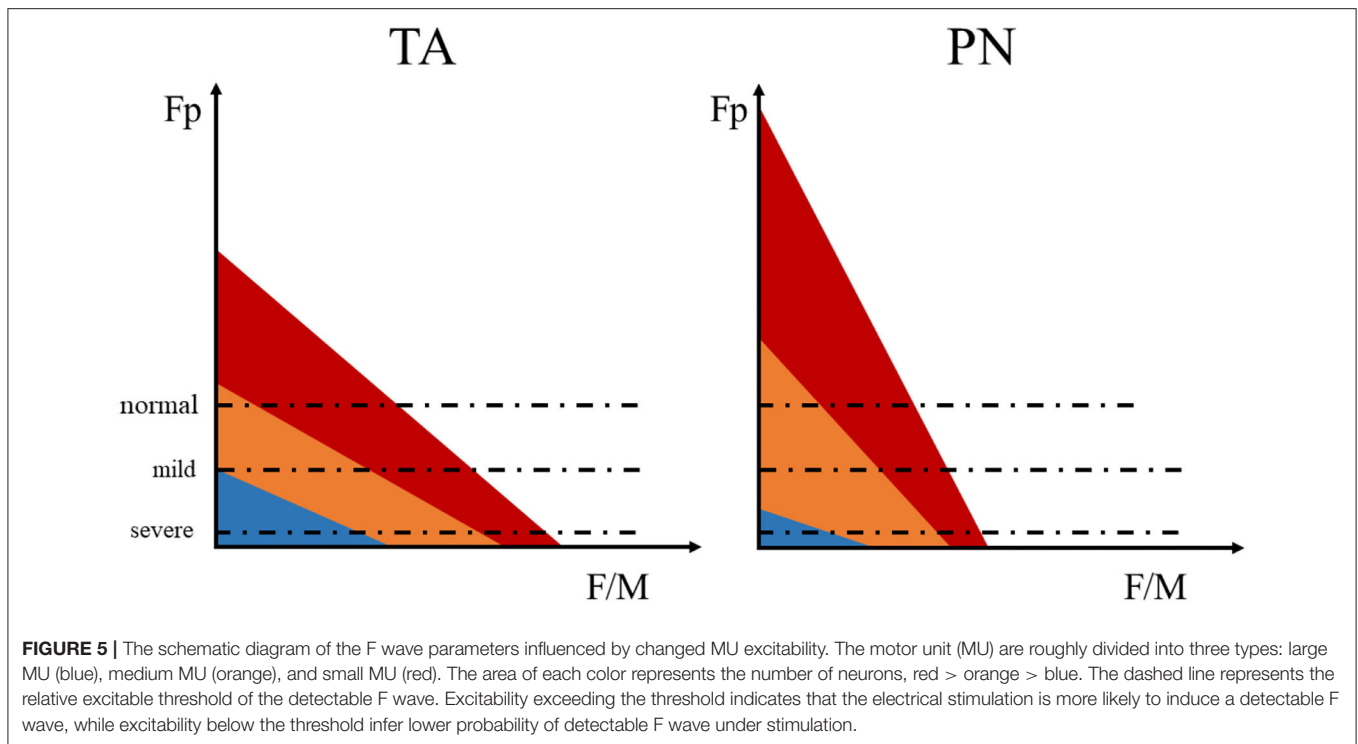 TA
PN
Fp
Fp
normal
mild
severe
F/M
F/M
FIGURE 5 | The schematic diagram of the F wave parameters influenced by changed MU excitability. The motor unit (MU) are roughly divided into three types: large
MU (blue), medium MU (orange), and small MU (red). The area of each color represents the number of neurons, red > orange > blue. The dashed line represents the
relative excitable threshold of the detectable F wave. Excitability exceeding the threshold indicates that the electrical stimulation is more likely to induce a detectable F
wave, while excitability below the threshold infer lower probability of detectable F wave under stimulation.